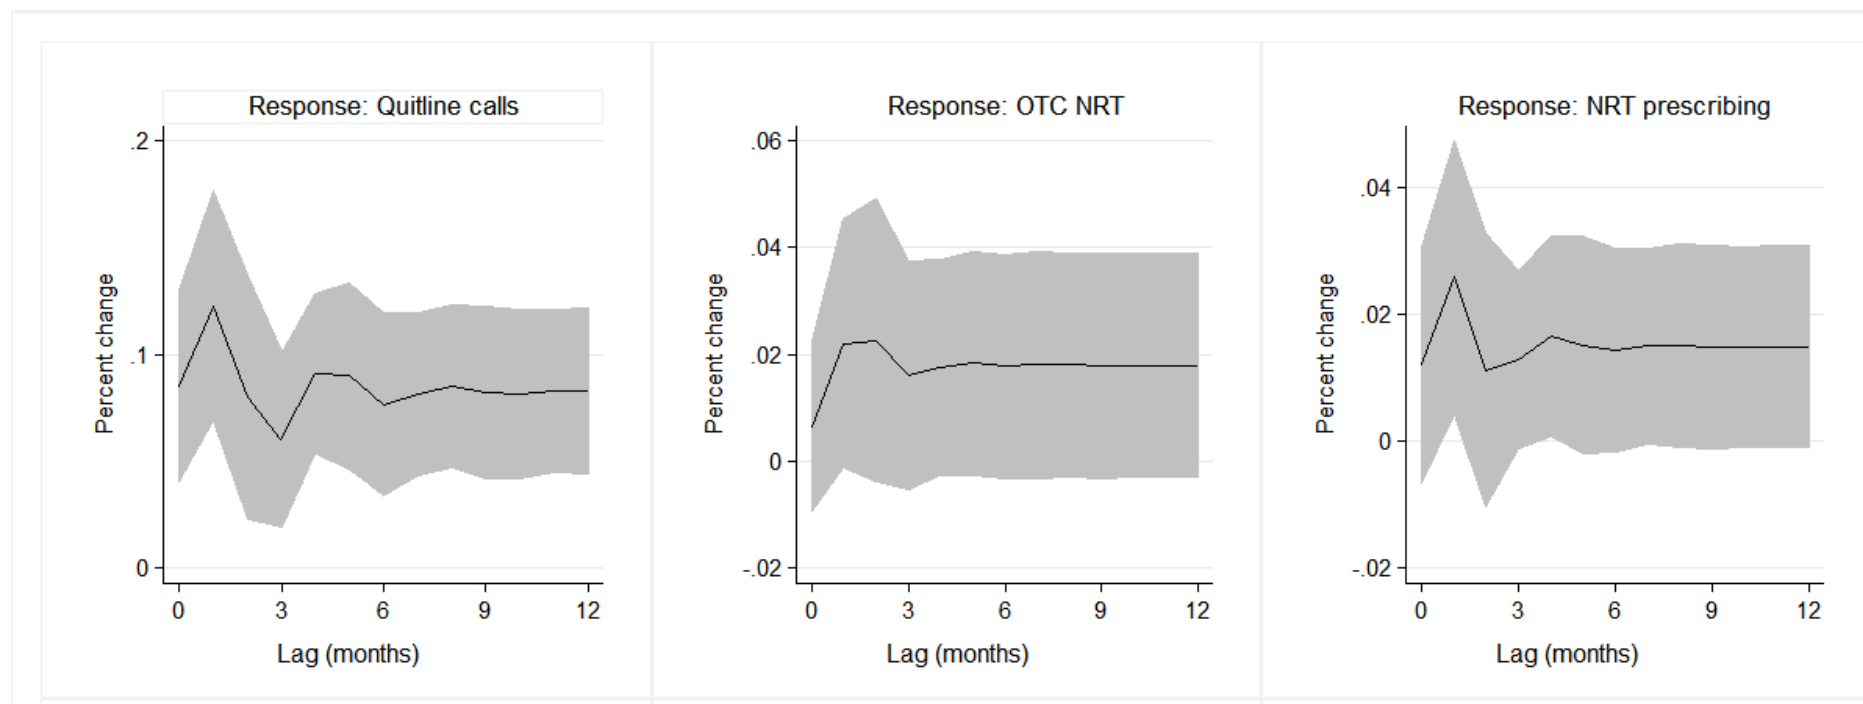 Response: Quitline calls
.2
.1
0
Percent change
0 3 6 9 12
Lag (months)
Response: OTC NRT
.06
.04
.02
0
-.02
Percent change
0 3 6 9 12
Lag (months)
Response: NRT prescribing
.04
.02
0
-.02
Percent change
0 3 6 9 12
Lag (months)